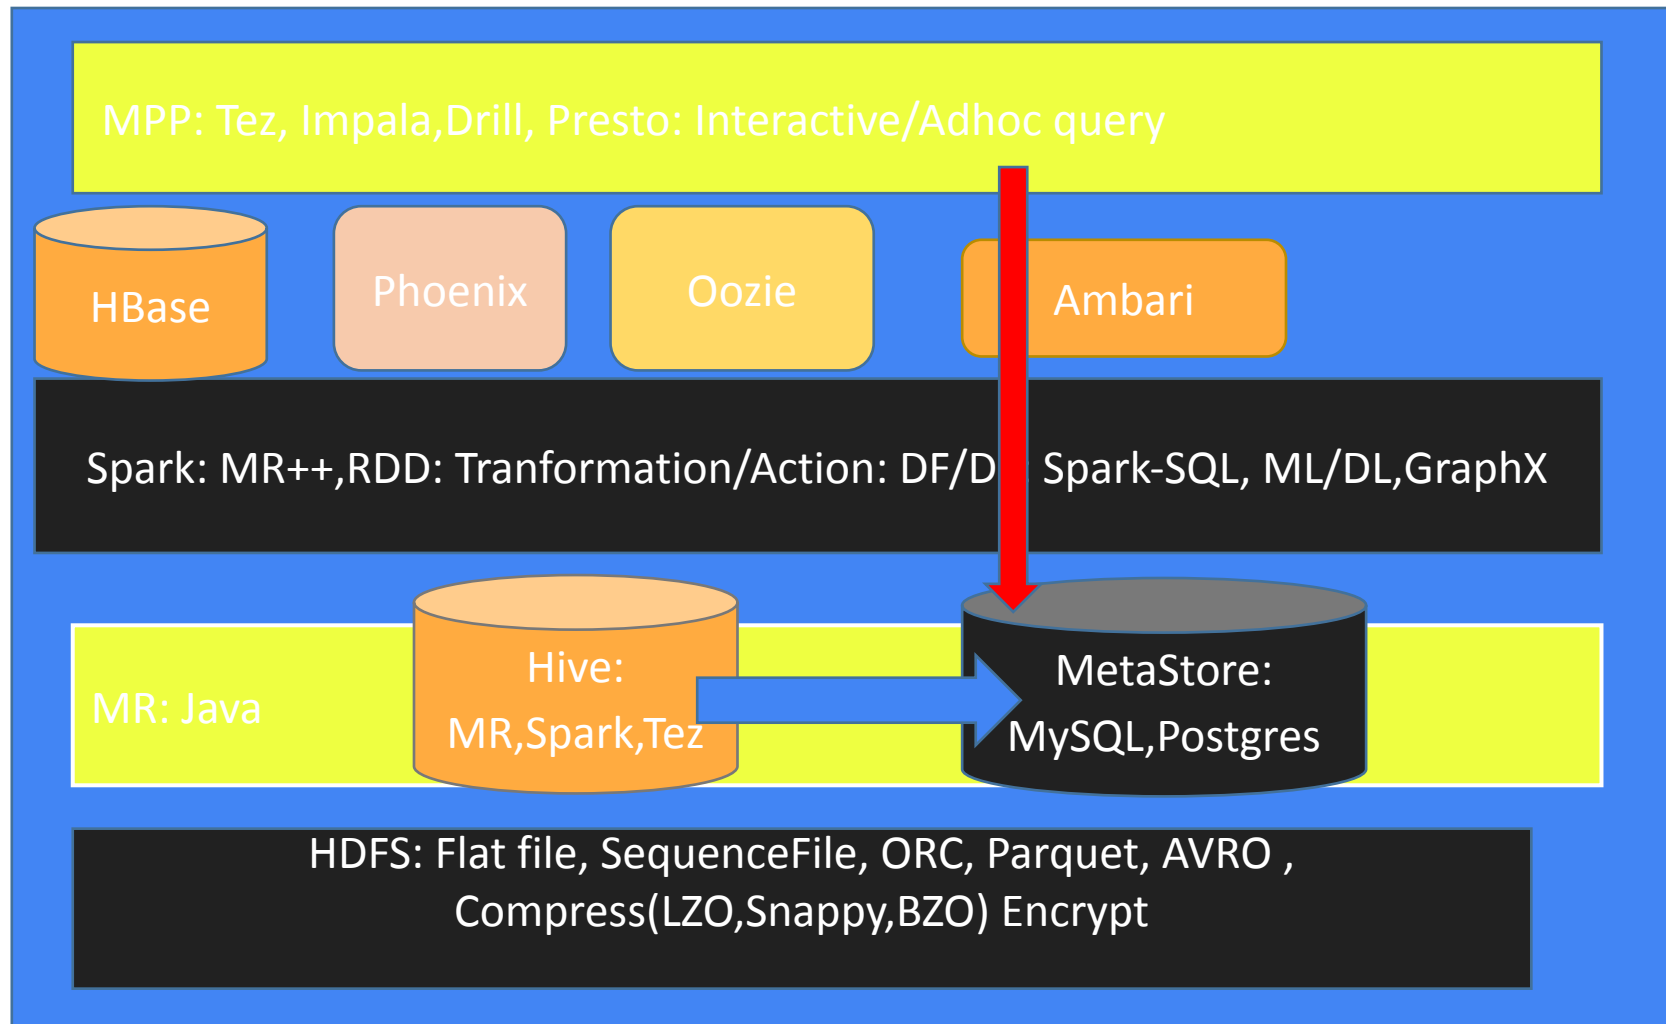 MPP: Tez, Impala,Drill, Presto: Interactive/Adhoc query
HBase
Phoenix
Oozie
Ambari
Spark: MR++,RDD: Tranformation/Action: DF/D : Spark-SQL, ML/DL,GraphX
MR: Java
Hive:
MR,Spark,Tez
MetaStore:
MySQL,Postgres
HDFS: Flat file, SequenceFile, ORC, Parquet, AVRO ,
Compress(LZO,Snappy,BZO) Encrypt